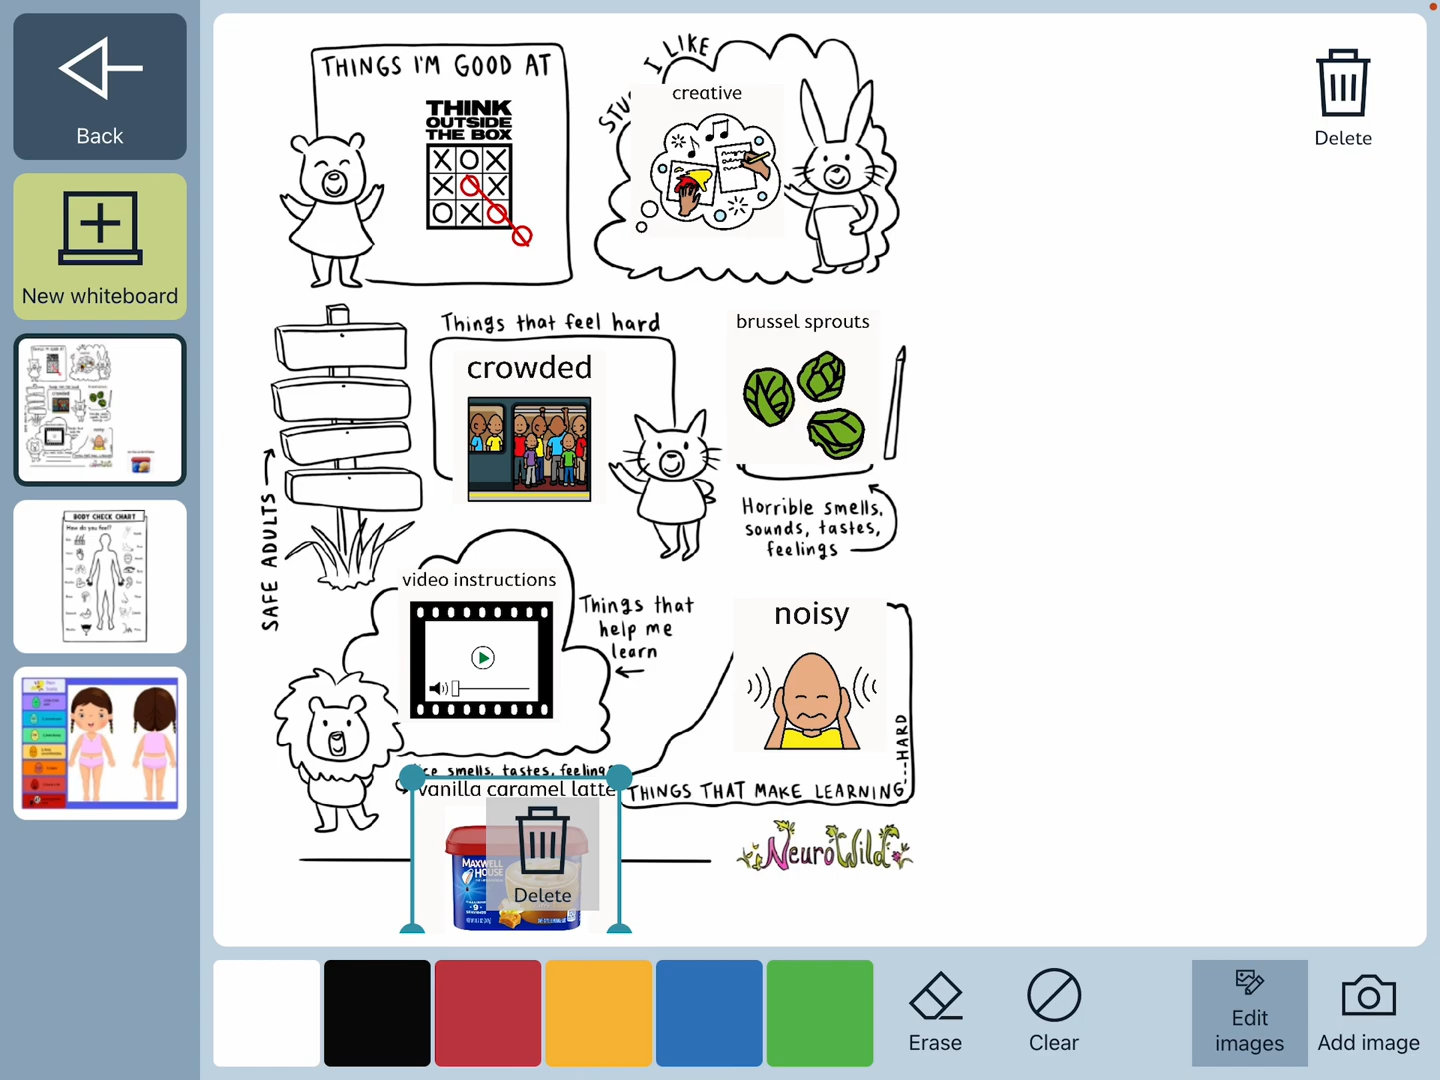 Back
New whiteboard
BODY CHECK CHART
How do you feel?
THINGS I'M GOOD AT
THINK
OUTSIDE
THE BOX
X O X
X O X
O X O
O
I LIKE
creative
Delete
Things that feel hard
crowded
brussel sprouts
SAFE ADULTS
Horrible smells,
sounds, tastes,
feelings
video instructions
Things that
help me
learn
noisy
smells, tastes, feelings
vanilla caramel latte
THINGS THAT MAKE LEARNING
---HARD
MAXWELL
HOUSE
9
Delete
NeuroWild
Erase
Clear
Edit
images
Add image